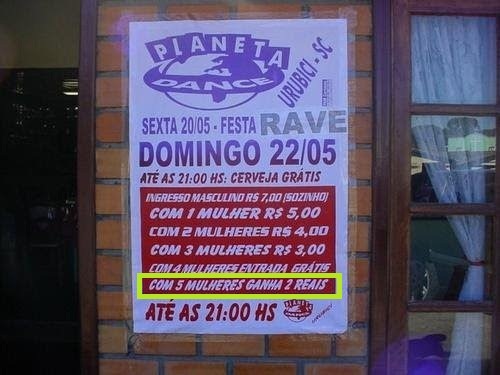 PLANETA
DANCE
URUBICI - SC
SEXTA 20/05 - FESTA RAVE
DOMINGO 22/05
ATÉ AS 21:00 HS: CERVEJA GRÁTIS
INGRESSO MASCULINO R$ 7,00 (SOZINHO)
COM 1 MULHER R$ 5,00
COM 2 MULHERES R$ 4,00
COM 3 MULHERES R$ 3,00
COM 4 MULHERES ENTRADA GRÁTIS
COM 5 MULHERES GANHA 2 REAIS
ATÉ AS 21:00 HS
PLANETA
DANCE